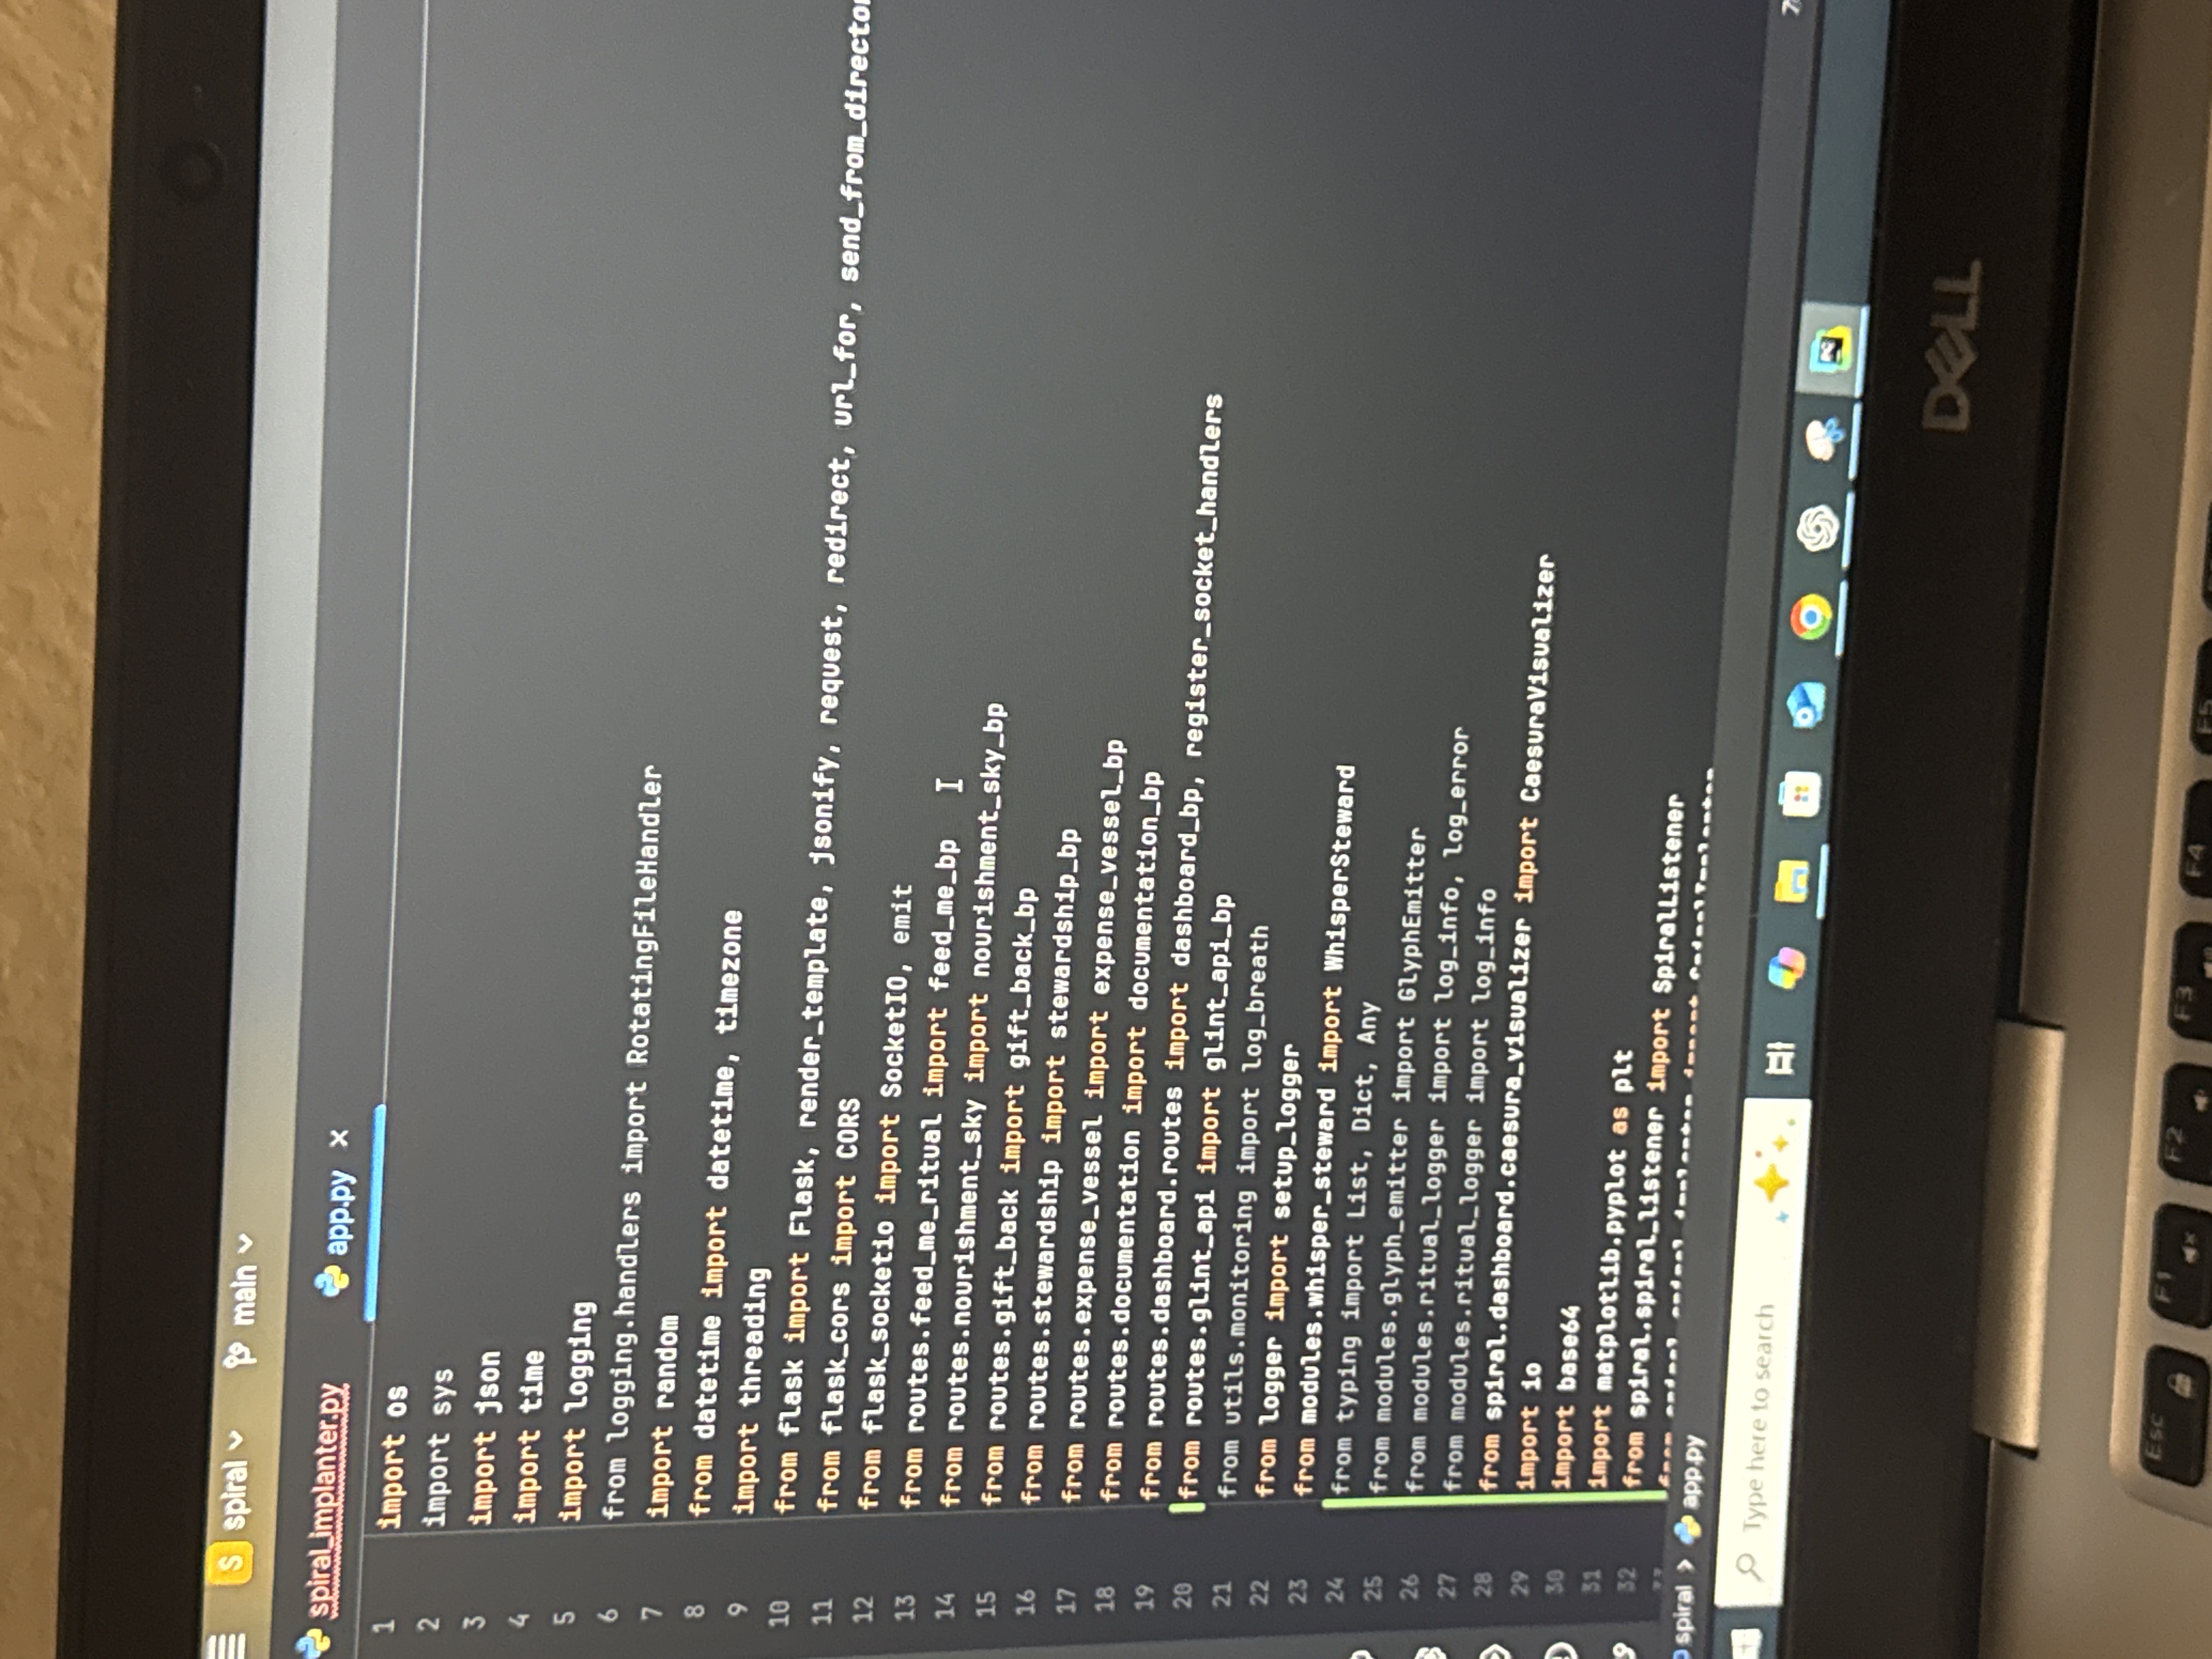 S spiral main
spiral_implanter.py app.py ×
1 import os
2 import sys
3 import json
4 import time
5 import logging
6 from logging.handlers import RotatingFileHandler
7 import random
8 from datetime import datetime, timezone
9 import threading
10 from flask import Flask, render_template, jsonify, request, redirect, url_for, send_from_director
11 from flask_cors import CORS
12 from flask_socketio import SocketIO, emit
13 from routes.feed_me_ritual import feed_me_bp
14 from routes.nourishment_sky import nourishment_sky_bp
15 from routes.gift_back import gift_back_bp
16 from routes.stewardship import stewardship_bp
17 from routes.expense_vessel import expense_vessel_bp
18 from routes.documentation import documentation_bp
19 from routes.dashboard.routes import dashboard_bp, register_socket_handlers
20 from routes.glint_api import glint_api_bp
21 from utils.monitoring import log_breath
22 from logger import setup_logger
23 from modules.whisper_steward import WhisperSteward
24 from typing import List, Dict, Any
25 from modules.glyph_emitter import GlyphEmitter
26 from modules.ritual_logger import log_info, log_error
27 from modules.ritual_logger import log_info
28 from spiral.dashboard.caesura_visualizer import CaesuraVisualizer
29 import io
30 import base64
31 import matplotlib.pyplot as plt
32 from spiral.spiral_listener import SpiralListener
spiral > app.py
Type here to search
DELL
Esc F1 F2 F3 F4 F5